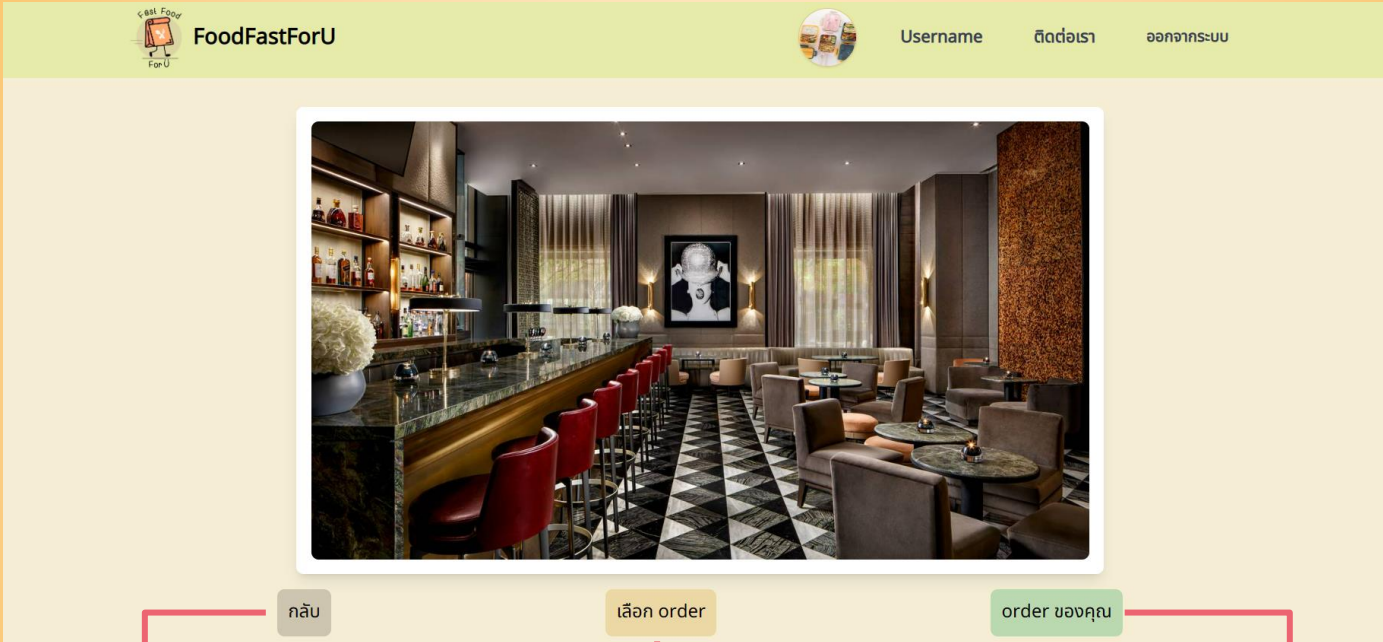 Fast Food
For U
FoodFastForU
Username
ติดต่อเรา
ออกจากระบบ
กลับ
เลือก order
order ของคุณ